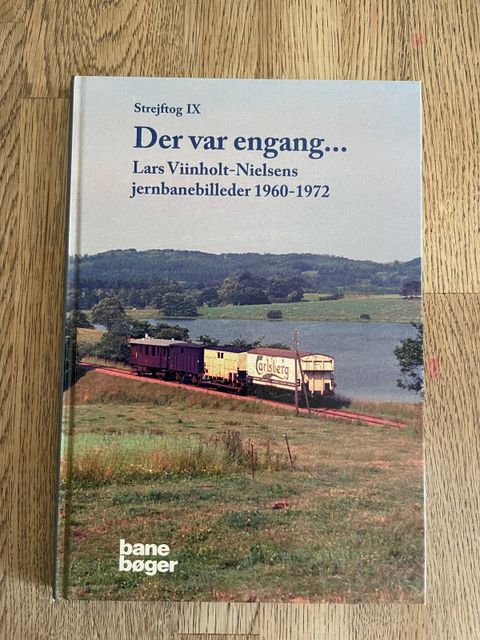 Strejftog IX
Der var engang...
Lars Viinholt-Nielsens
jernbanebilleder 1960-1972
Carlsberg
bane
bøger